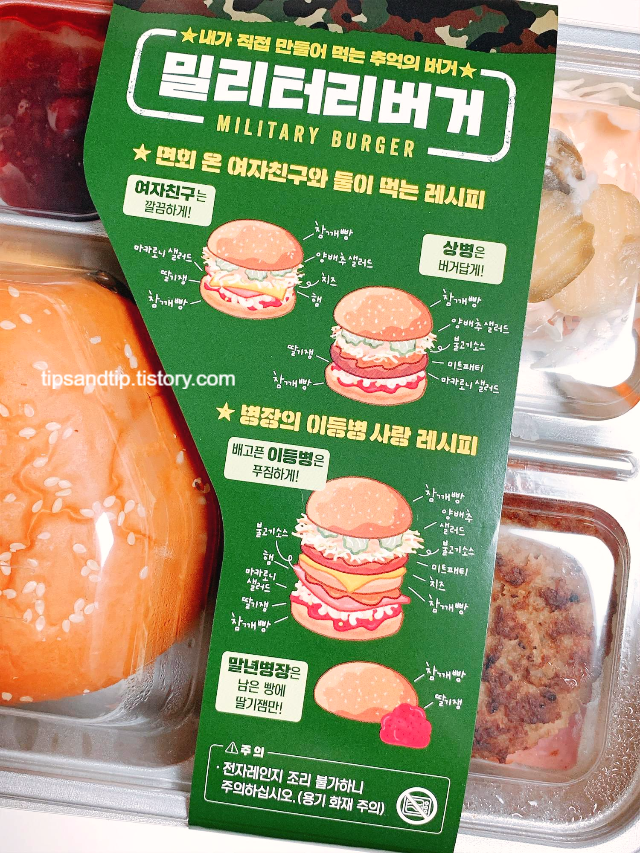 ★내가 직접 만들어 먹는 추억의 버거★
밀리터리버거
MILITARY BURGER
★ 면회 온 여자친구와 둘이 먹는 레시피
여자친구는
깔끔하게!
참깨빵
마카로니 샐러드
양배추 샐러드
딸기잼
치즈
참깨빵
햄
상병은
버거답게!
참깨빵
양배추 샐러드
불고기소스
딸기잼
미트패티
참깨빵
마카로니 샐러드
tipsandtip.tistory.com
★ 병장의 이등병 사랑 레시피
배고픈 이등병은
푸짐하게!
참깨빵
양배추
샐러드
불고기소스
불고기소스
햄
미트패티
마카로니
샐러드
치즈
딸기잼
참깨빵
참깨빵
말년병장은
남은 빵에
딸기잼만!
참깨빵
딸기잼
주의
· 전자레인지 조리 불가하니
주의하십시오. (용기 화재 주의)